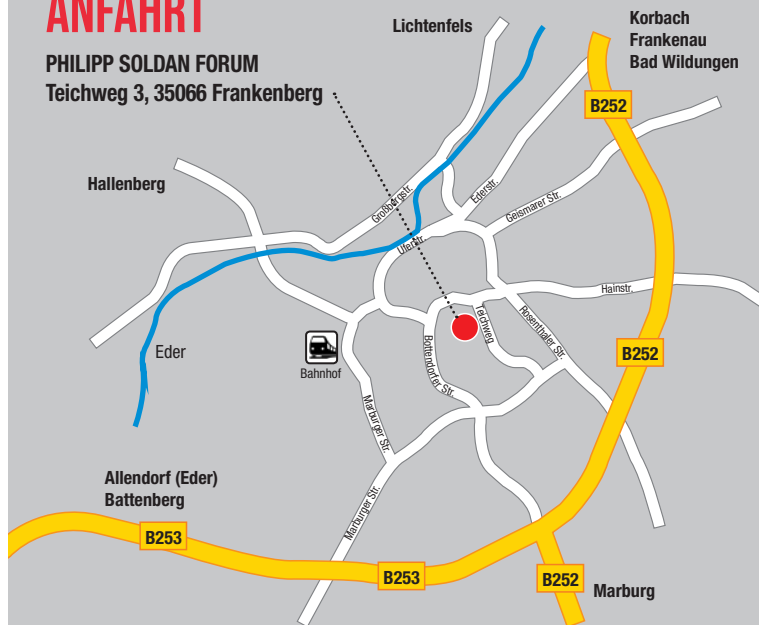 ANFAHRT
PHILIPP SOLDAN FORUM
Teichweg 3, 35066 Frankenberg
Lichtenfels
Korbach
Frankenau
Bad Wildungen
B252
Hallenberg
Großbergstr.
Ederstr.
Geismarer Str.
Uferstr.
Hainstr.
Teichweg
Rosenthaler Str.
Bottendorfer Str.
Eder
Bahnhof
B252
Marburger Str.
Allendorf (Eder)
Battenberg
Marburger Str.
B253
B253
B252
Marburg